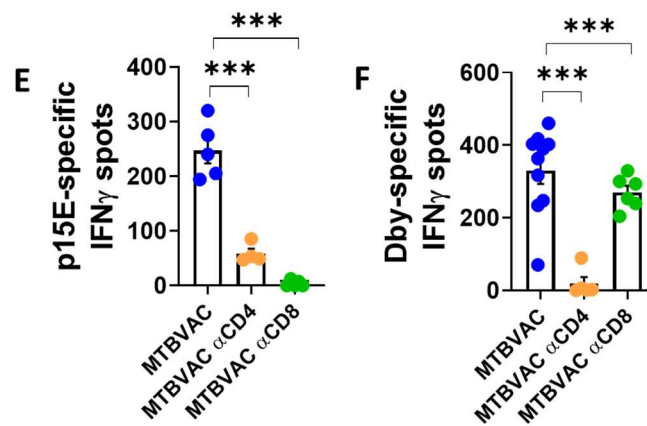 E
p15E-specific
IFNγ spots
400
300
200
100
0
***
***
MTBVAC
MTBVAC αCD4
MTBVAC αCD8
F
Dby-specific
IFNγ spots
600
400
200
0
***
***
MTBVAC
MTBVAC αCD4
MTBVAC αCD8